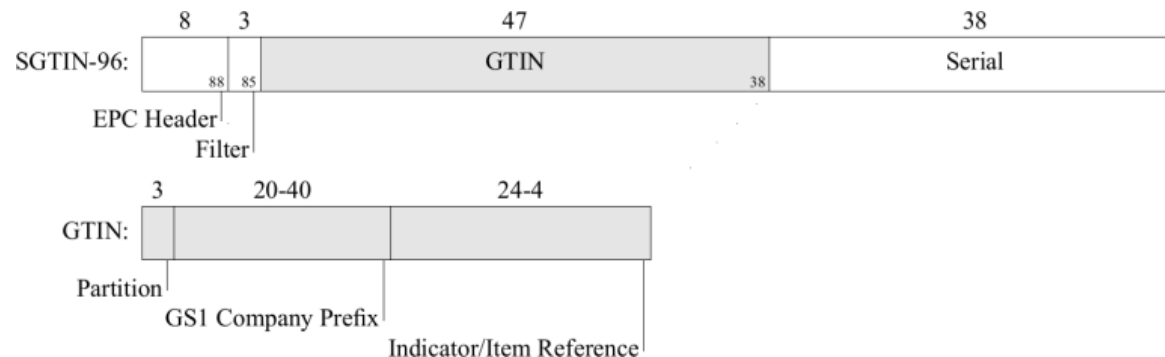 8 3 47 38
SGTIN-96: GTIN Serial
88 85 38
EPC Header
Filter
3 20-40 24-4
GTIN:
Partition
GS1 Company Prefix
Indicator/Item Reference